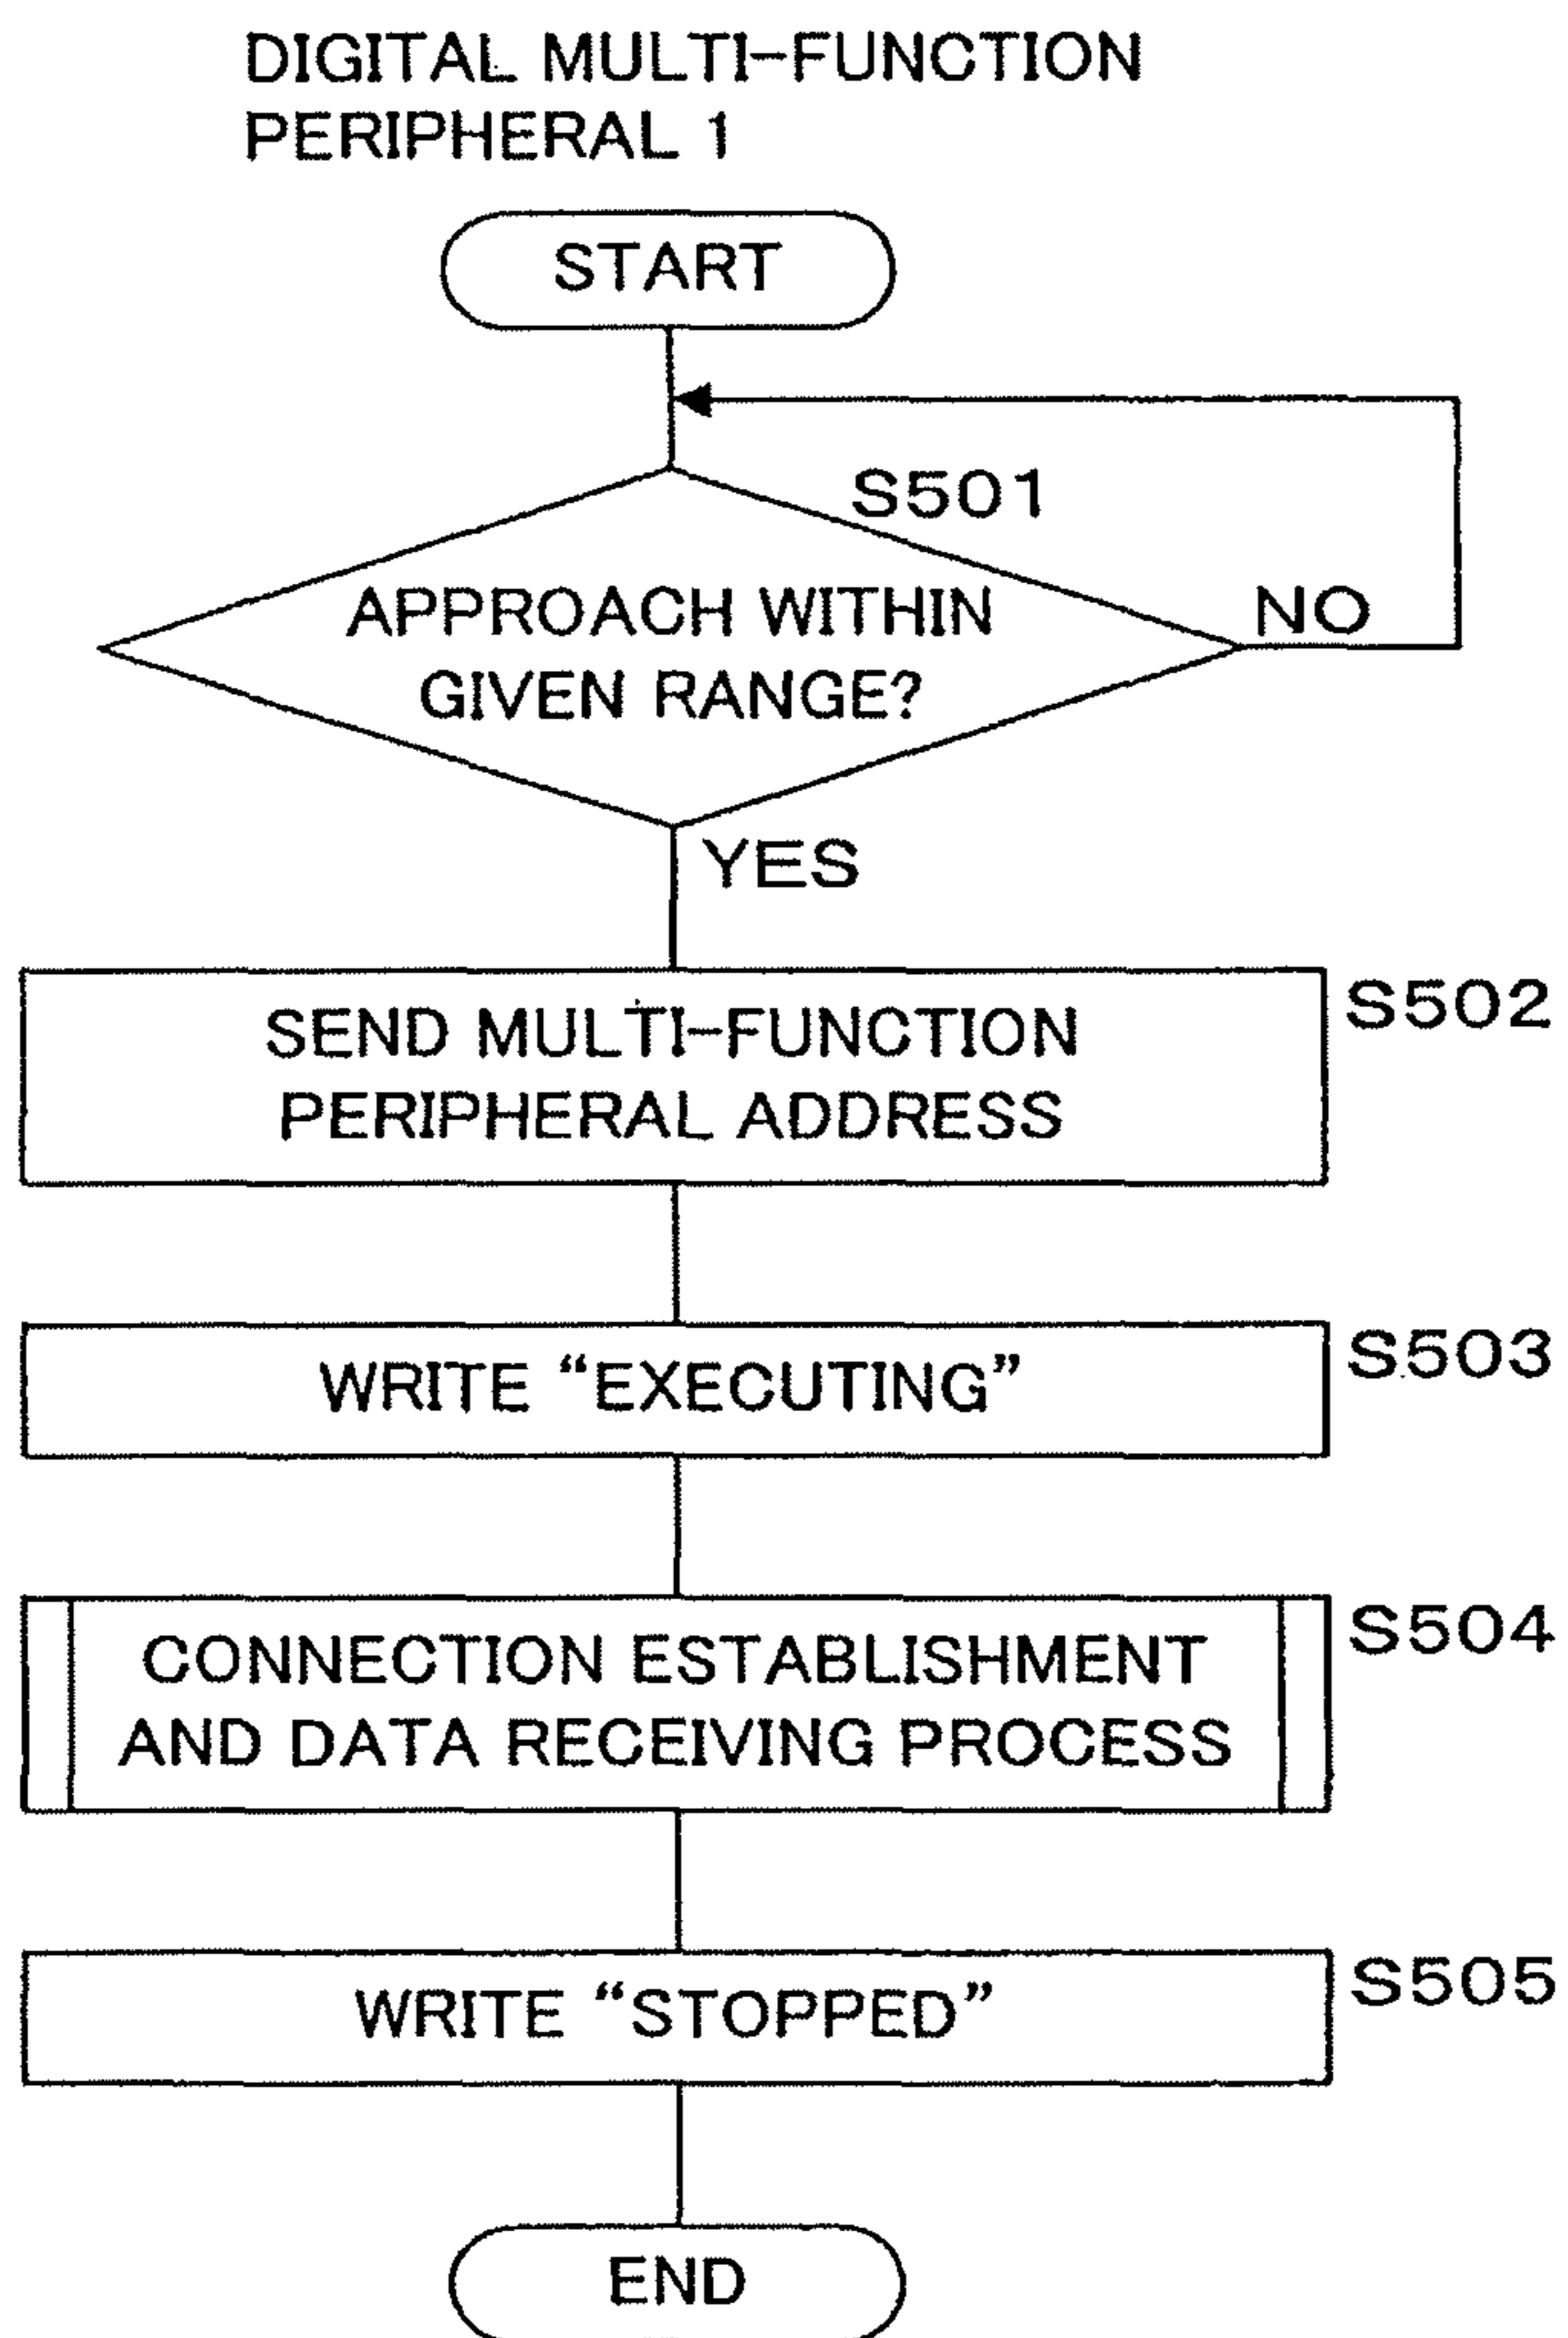 DIGITAL MULTI-FUNCTION
PERIPHERAL 1
START
S501
APPROACH WITHIN
GIVEN RANGE?
NO
YES
S502
SEND MULTI-FUNCTION
PERIPHERAL ADDRESS
S503
WRITE “EXECUTING”
S504
CONNECTION ESTABLISHMENT
AND DATA RECEIVING PROCESS
S505
WRITE “STOPPED”
END